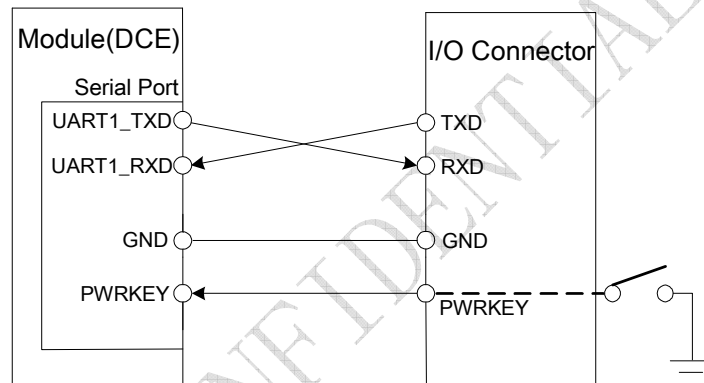 Module(DCE)
I/O Connector
Serial Port
UART1_TXD
TXD
UART1_RXD
RXD
GND
GND
PWRKEY
PWRKEY